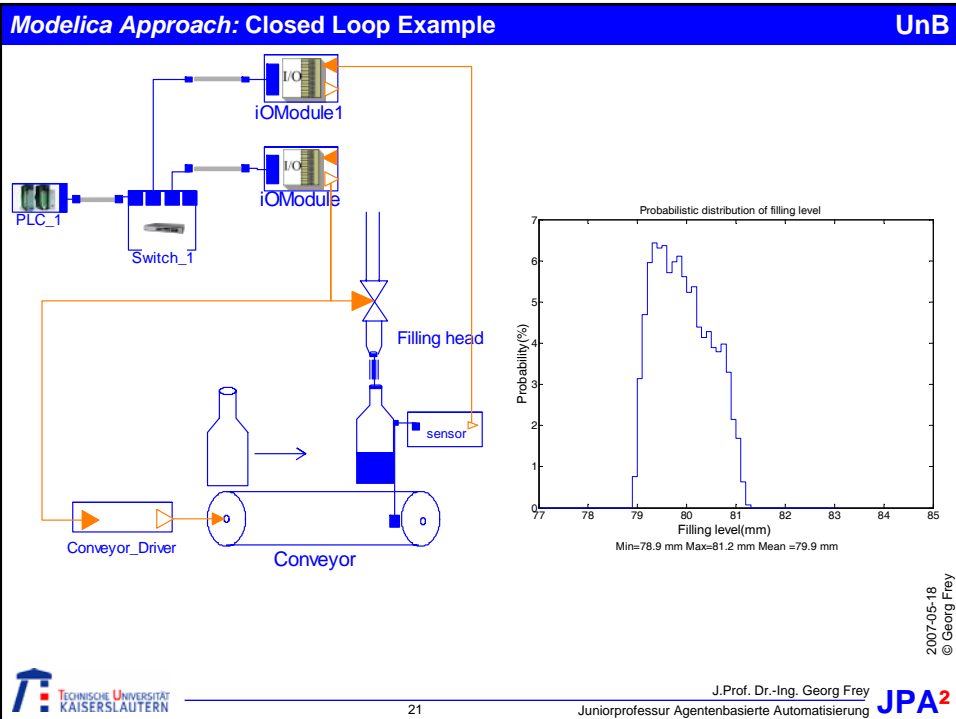 Modelica Approach: Closed Loop Example
UnB
I/O
iOModule1
I/O
iOModule
PLC_1
Switch_1
Filling head
sensor
Conveyor_Driver
Conveyor
Probabilistic distribution of filling level
Probability(%)
7
6
5
4
3
2
1
0
77 78 79 80 81 82 83 84 85
Filling level(mm)
Min=78.9 mm Max=81.2 mm Mean =79.9 mm
2007-05-18
© Georg Frey
TECHNISCHE UNIVERSITÄT
KAISERSLAUTERN
21
J.Prof. Dr.-Ing. Georg Frey
Juniorprofessur Agentenbasierte Automatisierung
JPA²